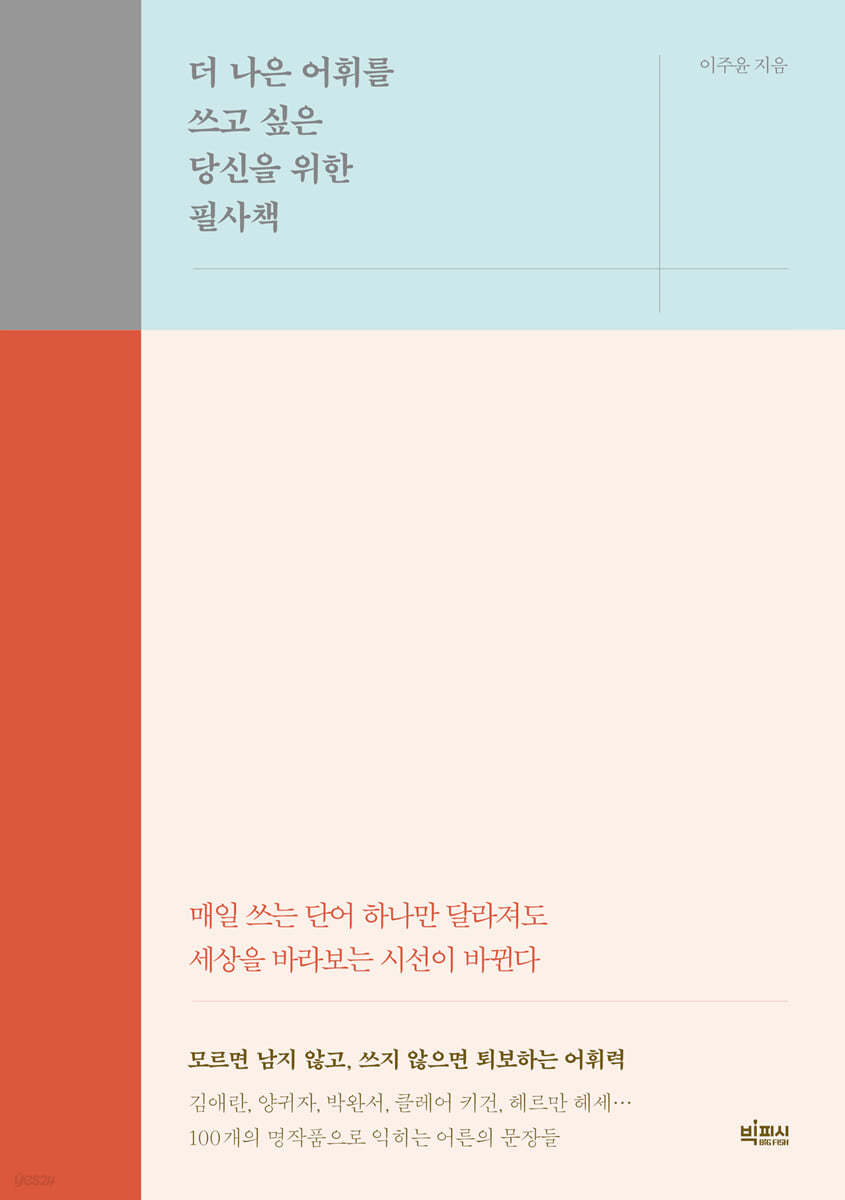 더 나은 어휘를
쓰고 싶은
당신을 위한
필사책
이주윤 지음
매일 쓰는 단어 하나만 달라져도
세상을 바라보는 시선이 바뀐다
모르면 남지 않고, 쓰지 않으면 퇴보하는 어휘력
김애란, 양귀자, 박완서, 클레어 키건, 헤르만 헤세…
100개의 명작품으로 익히는 어른의 문장들
빅피시
BIG FISH
yes24